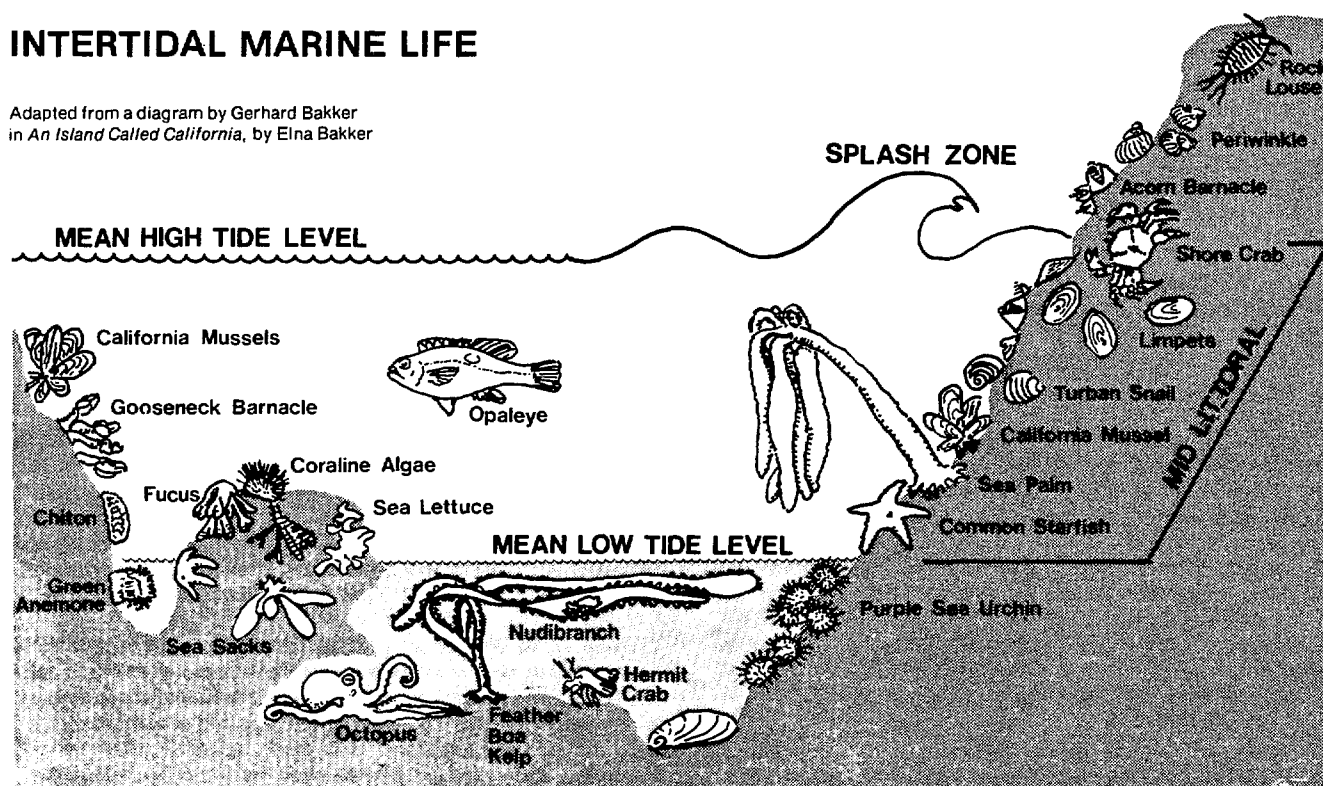 INTERTIDAL MARINE LIFE
Adapted from a diagram by Gerhard Bakker
in An Island Called California, by Elna Bakker
Rock
Louse
Periwinkle
SPLASH ZONE
Acorn Barnacle
MEAN HIGH TIDE LEVEL
Shore Crab
California Mussels
Limpets
Opaleye
Gooseneck Barnacle
Turban Snail
MID LITTORAL
California Mussel
Coraline Algae
Sea Palm
Fucus
Sea Lettuce
Chiton
Common Starfish
MEAN LOW TIDE LEVEL
Green
Anemone
Purple Sea Urchin
Nudibranch
Sea Sacks
Hermit
Crab
Octopus
Feather
Boa
Kelp